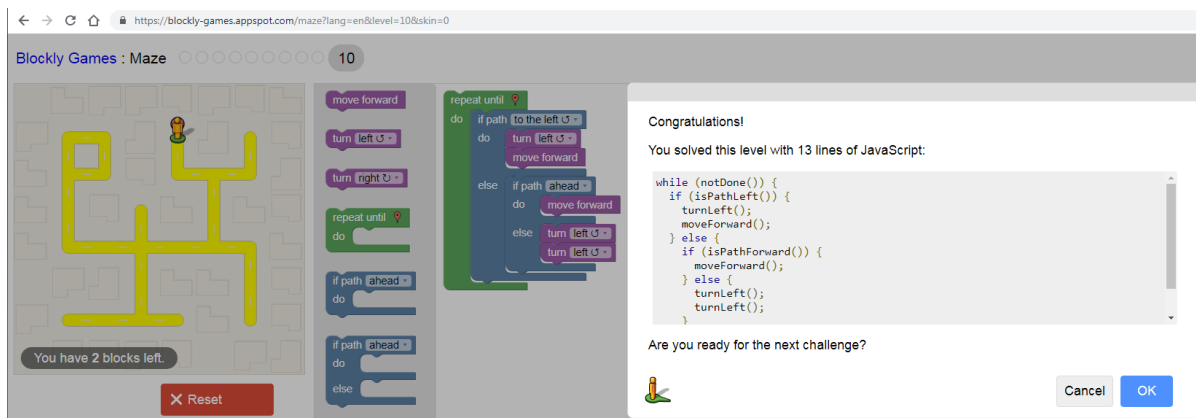 https://blockly-games.appspot.com/maze?lang=en&level=10&skin=0
Blockly Games : Maze 10
You have 2 blocks left.
Reset
move forward
turn left ↺
turn right ↻
repeat until
do
if path ahead
do
if path ahead
do
else
repeat until
do if path to the left ↺
do turn left ↺
move forward
else if path ahead
do move forward
else turn left ↺
turn left ↺
Congratulations!
You solved this level with 13 lines of JavaScript:
while (notDone()) {
if (isPathLeft()) {
turnLeft();
moveForward();
} else {
if (isPathForward()) {
moveForward();
} else {
turnLeft();
turnLeft();
}
Are you ready for the next challenge?
Cancel OK